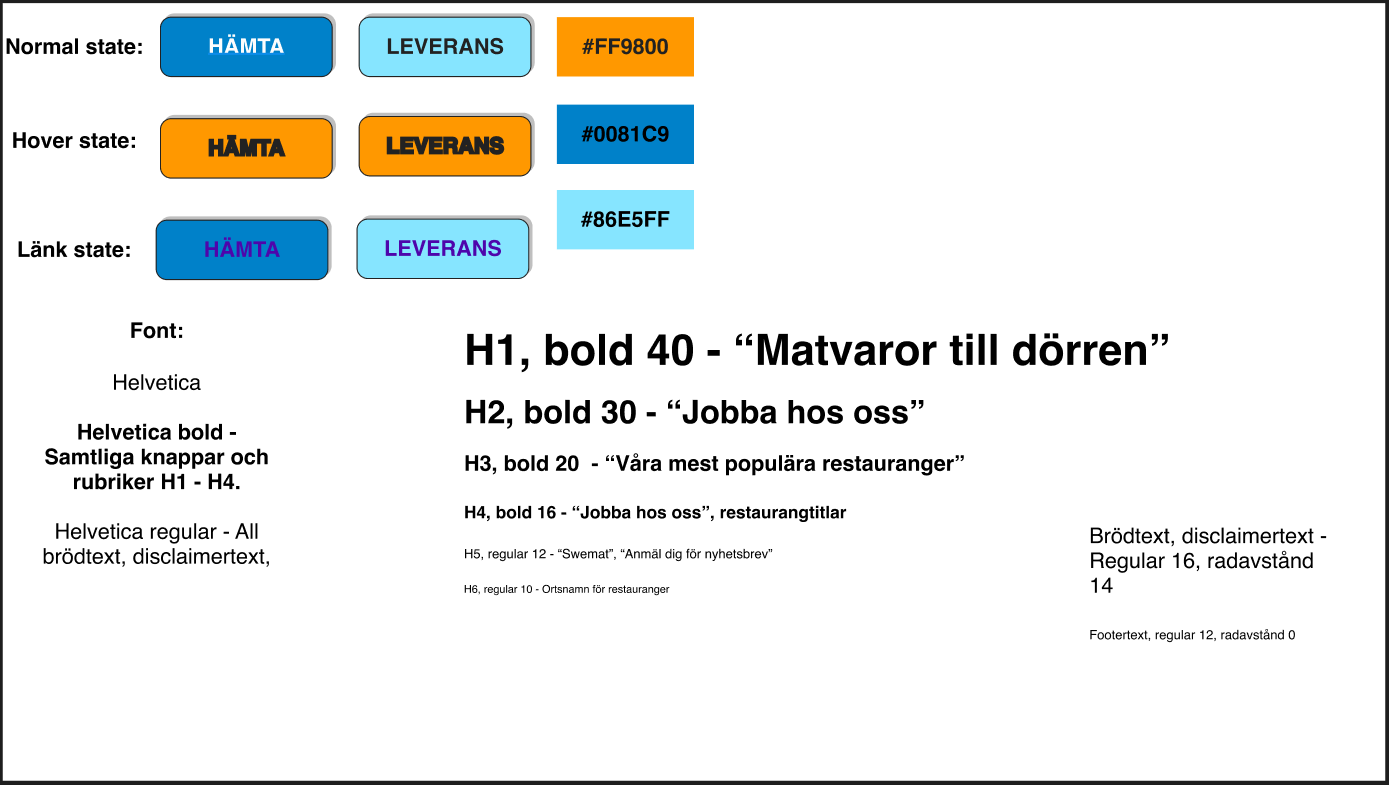 Normal state:
HÄMTA
LEVERANS
#FF9800
Hover state:
HÄMTA
LEVERANS
#0081C9
Länk state:
HÄMTA
LEVERANS
#86E5FF
Font:
Helvetica
Helvetica bold -
Samtliga knappar och
rubriker H1 - H4.
Helvetica regular - All
brödtext, disclaimertext,
H1, bold 40 - “Matvaror till dörren”
H2, bold 30 - “Jobba hos oss”
H3, bold 20  - “Våra mest populära restauranger”
H4, bold 16 - “Jobba hos oss”, restaurangtitlar
H5, regular 12 - “Swemat”, “Anmäl dig för nyhetsbrev”
H6, regular 10 - Ortsnamn för restauranger
Brödtext, disclaimertext -
Regular 16, radavstånd
14
Footertext, regular 12, radavstånd 0